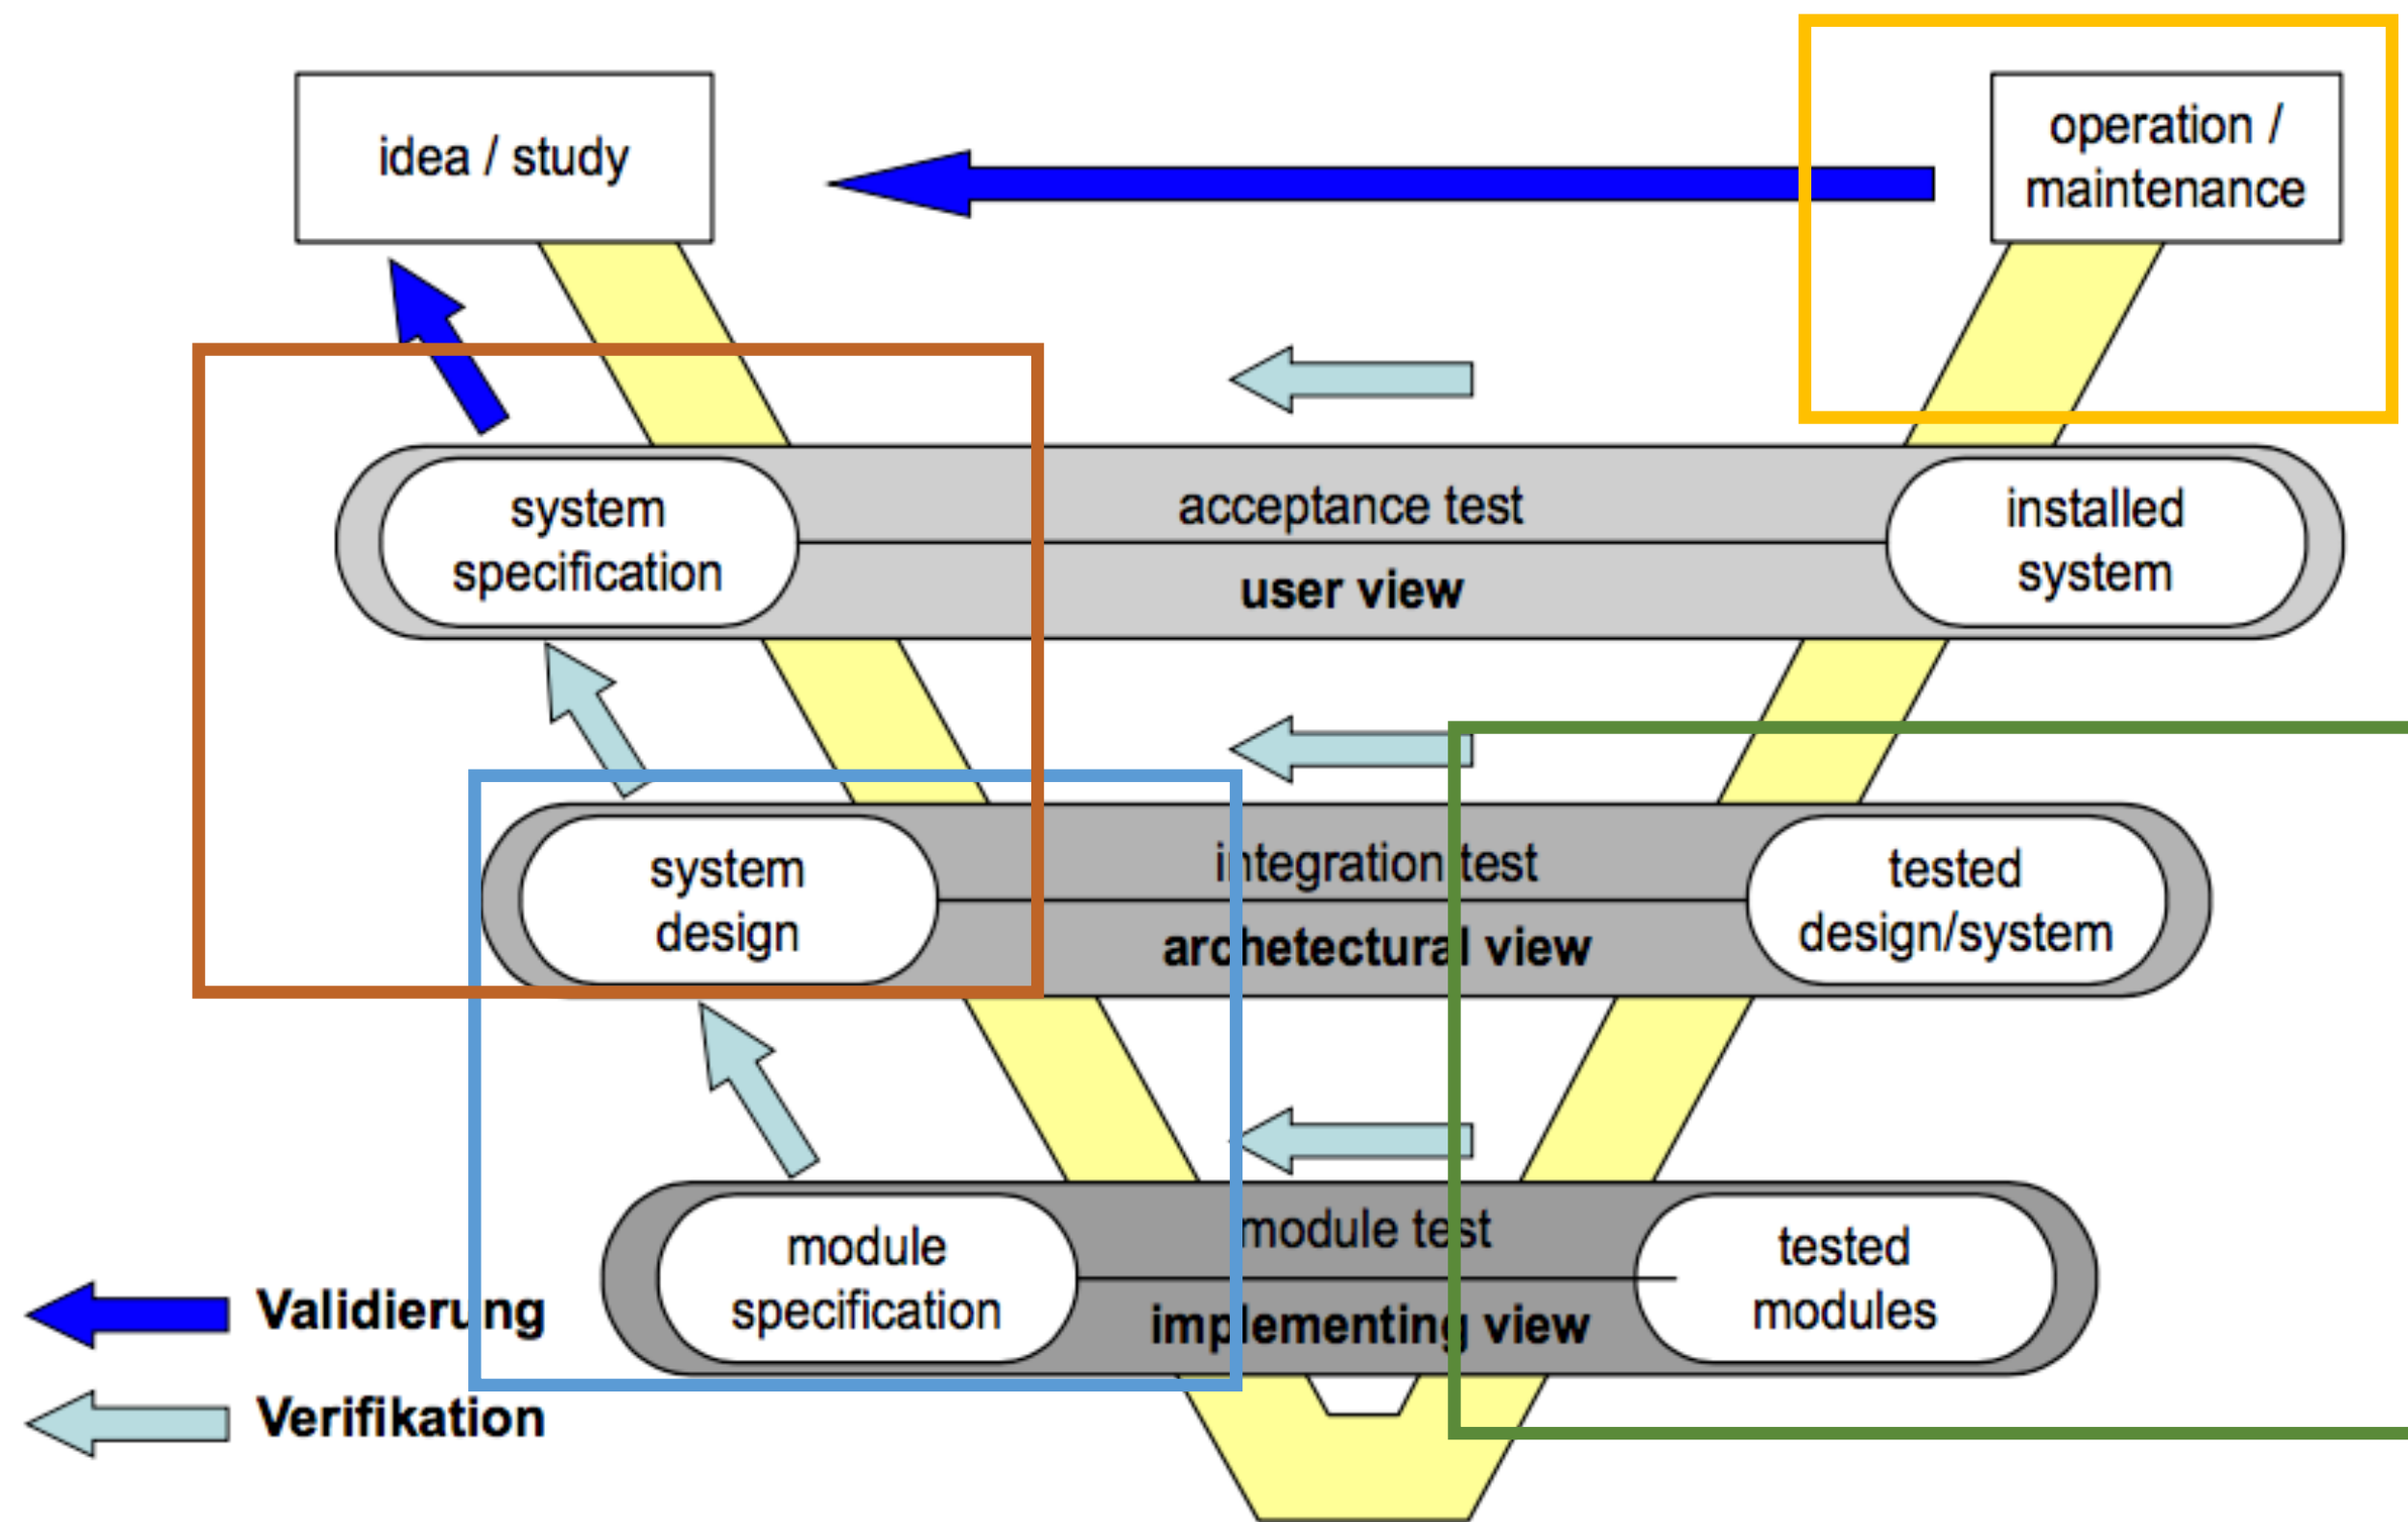 idea / study
operation /
maintenance
system
specification
acceptance test
user view
installed
system
system
design
integration test
archetectural view
tested
design/system
module
specification
module test
implementing view
tested
modules
Validierung
Verifikation